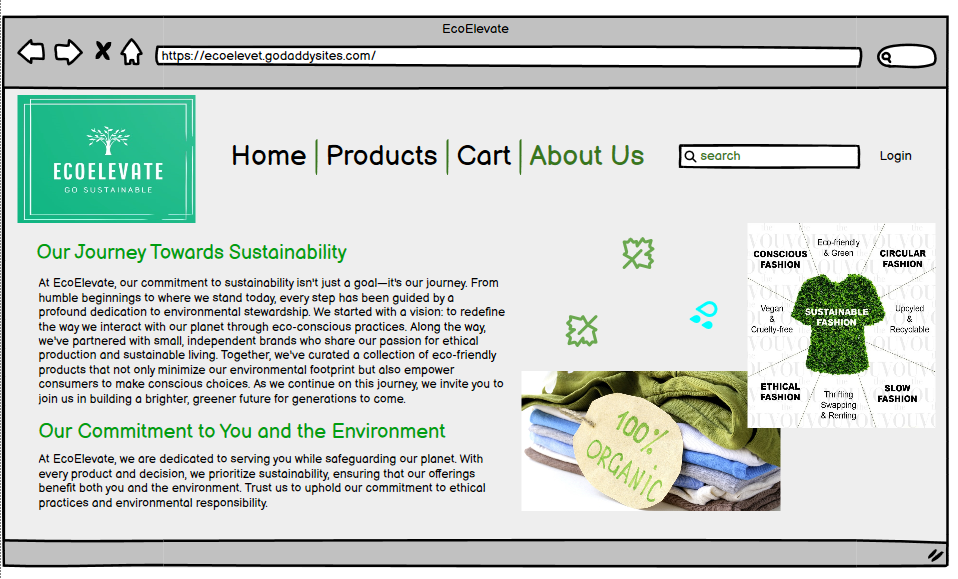 EcoElevate
https://ecoelevet.godaddysites.com/
ECOELEVATE
GO SUSTAINABLE
Home
Products
Cart
About Us
search
Login
Our Journey Towards Sustainability
At EcoElevate, our commitment to sustainability isn't just a goal—it's our journey. From
humble beginnings to where we stand today, every step has been guided by a
profound dedication to environmental stewardship. We started with a vision: to redefine
the way we interact with our planet through eco-conscious practices. Along the way,
we've partnered with small, independent brands who share our passion for ethical
production and sustainable living. Together, we've curated a collection of eco-friendly
products that not only minimize our environmental footprint but also empower
consumers to make conscious choices. As we continue on this journey, we invite you to
join us in building a brighter, greener future for generations to come.
Our Commitment to You and the Environment
At EcoElevate, we are dedicated to serving you while safeguarding our planet. With
every product and decision, we prioritize sustainability, ensuring that our offerings
benefit both you and the environment. Trust us to uphold our commitment to ethical
practices and environmental responsibility.
100%
ORGANIC
CONSCIOUS
FASHION
Eco-friendly
& Green
CIRCULAR
FASHION
Vegan
&
Cruelty-free
SUSTAINABLE
FASHION
Upcyled
&
Recyclable
ETHICAL
FASHION
Thrifting
Swapping
& Renting
SLOW
FASHION